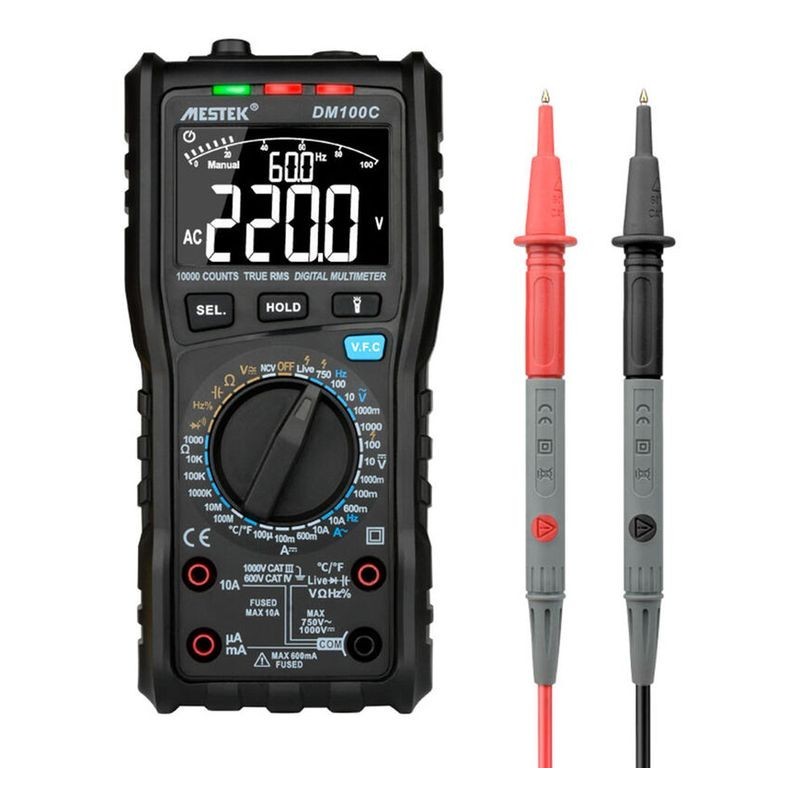 MESTEK® DM100C
0 20 40 60 80 100
Manual 60.0 Hz
AC 220.0 V
10000 COUNTS TRUE RMS DIGITAL MULTIMETER
SEL. HOLD
V.F.C
Hz% Ω V NCV OFF Live 750 Hz
100
10 V
1000m
1000
100
10 V
1000m
100m
600m
10A Hz
A~
10A
600m
100m
100µ
°C/°F
100M
10M
1000K
100K
10K
1000
Ω
A
CE
10A
1000V CAT III
600V CAT IV
°C/°F
Live
VΩHz%
FUSED
MAX 10A
MAX
750V~
1000V
µA
mA
COM
MAX 600mA
FUSED
CE
CE